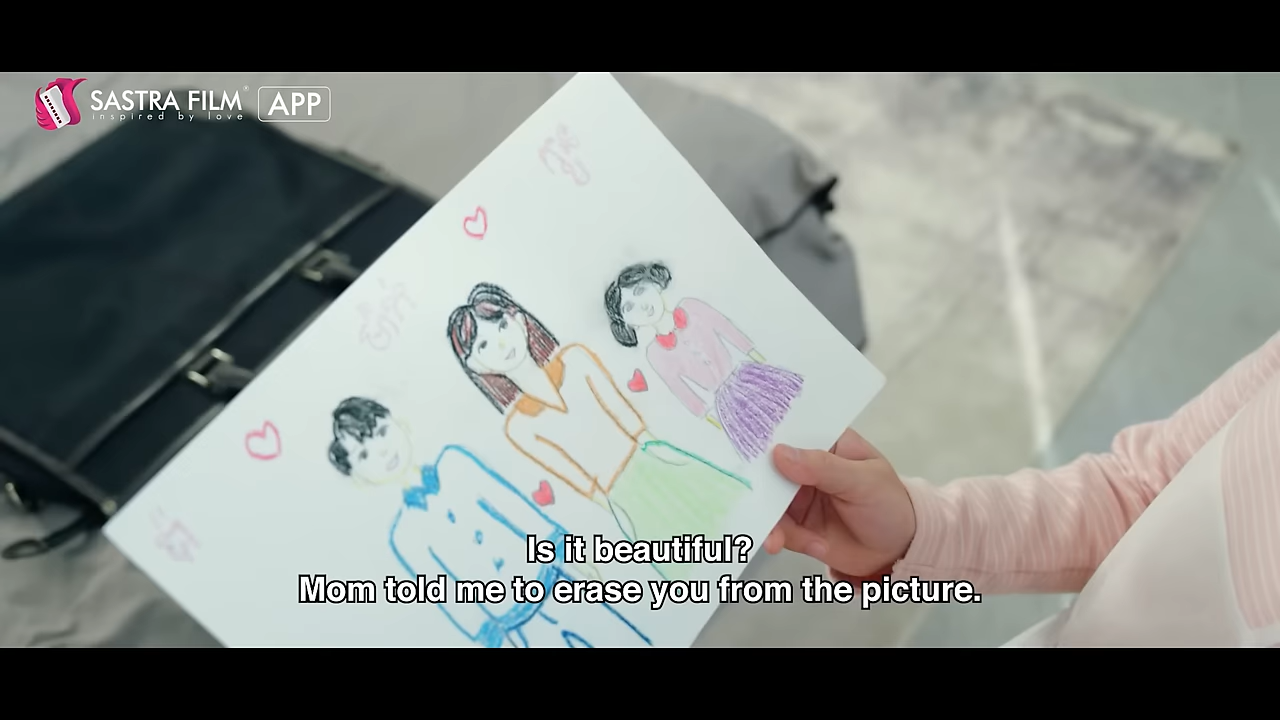 SASTRA FILM®
inspired by love
APP
Is it beautiful?
Mom told me to erase you from the picture.